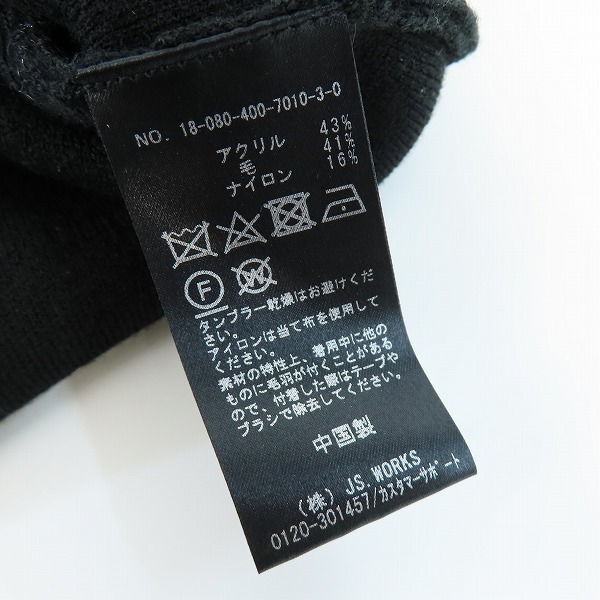 NO. 18-080-400-7010-3-0
アクリル 43%
毛 41%
ナイロン 16%
F W
タンブラー乾燥はお避けくだ
さい。
アイロンは当て布を使用して
ください。
素材の特性上、着用中に他の
ものに毛羽が付くことがある
ので、付着した際はテープや
ブラシで除去してください。
中国製
(株) JS.WORKS
0120-301457/カスタマーサポート